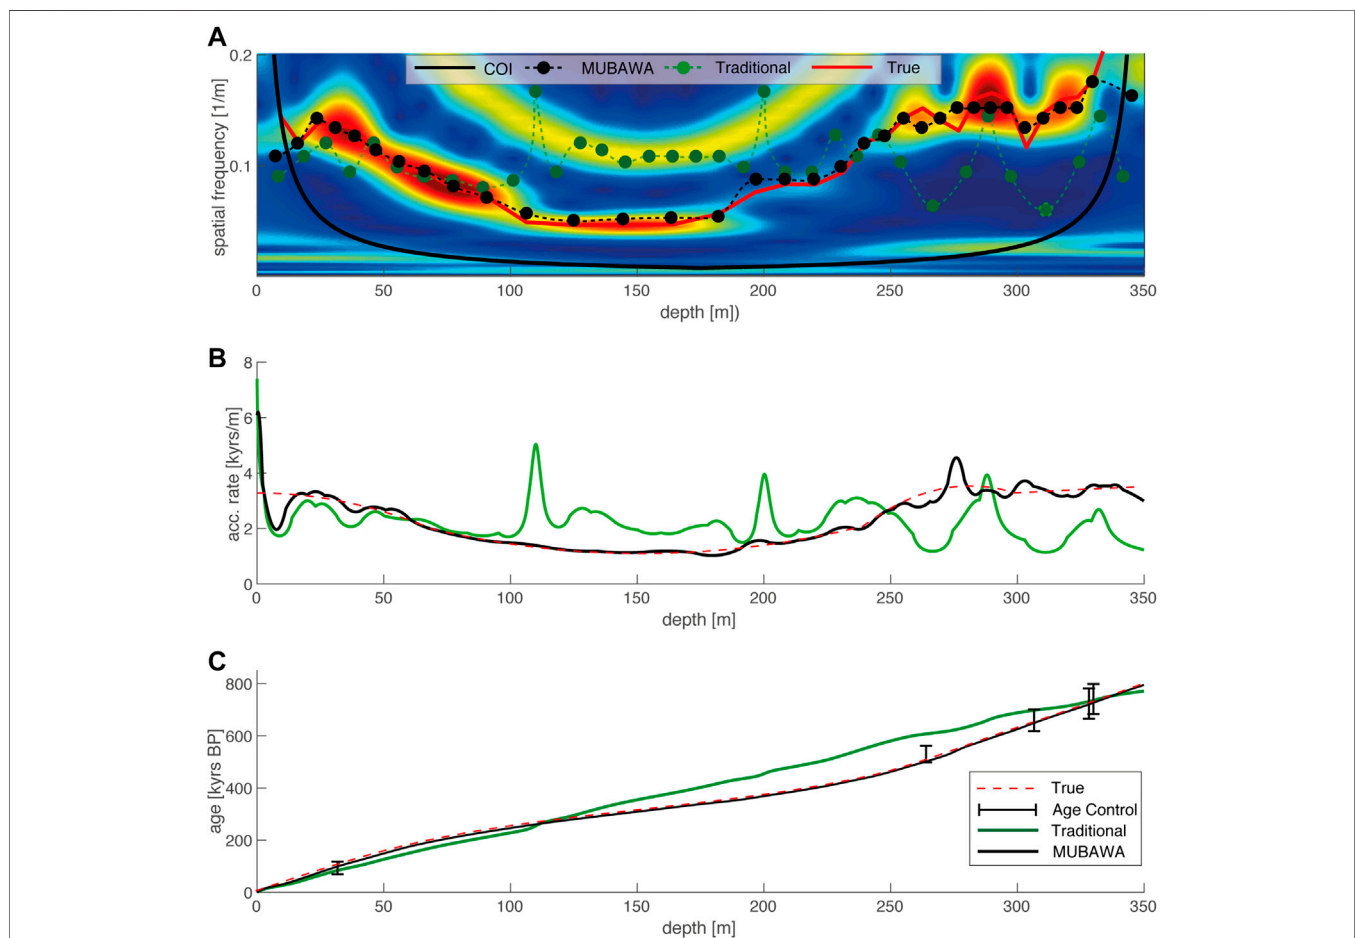 A
0.2
COI MUBAWA Traditional True
0.1
spatial frequency [1/m]
0 50 100 150 200 250 300 350
depth [m])
B
8
6
4
2
0
acc. rate [kyrs/m]
0 50 100 150 200 250 300 350
depth [m]
C
800
600
400
200
0
age [kyrs BP]
True
Age Control
Traditional
MUBAWA
0 50 100 150 200 250 300 350
depth [m]